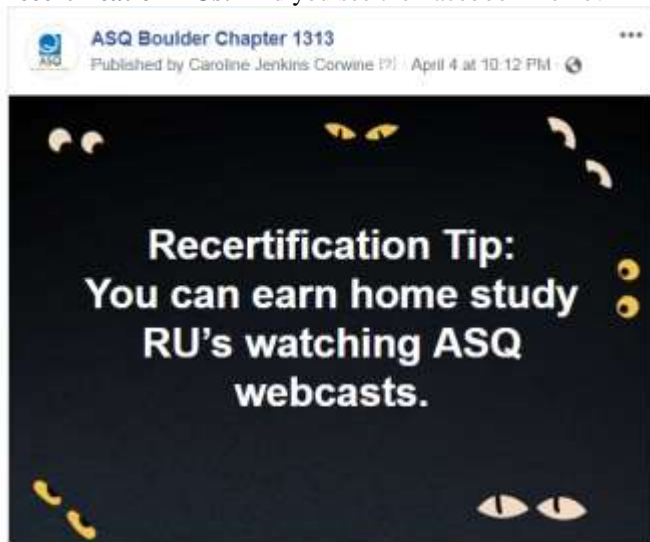 ASQ Boulder Chapter 1313
Published by Caroline Jenkins Corwine [?] · April 4 at 10:12 PM ·
ASQ
Recertification Tip:
You can earn home study
RU's watching ASQ
webcasts.